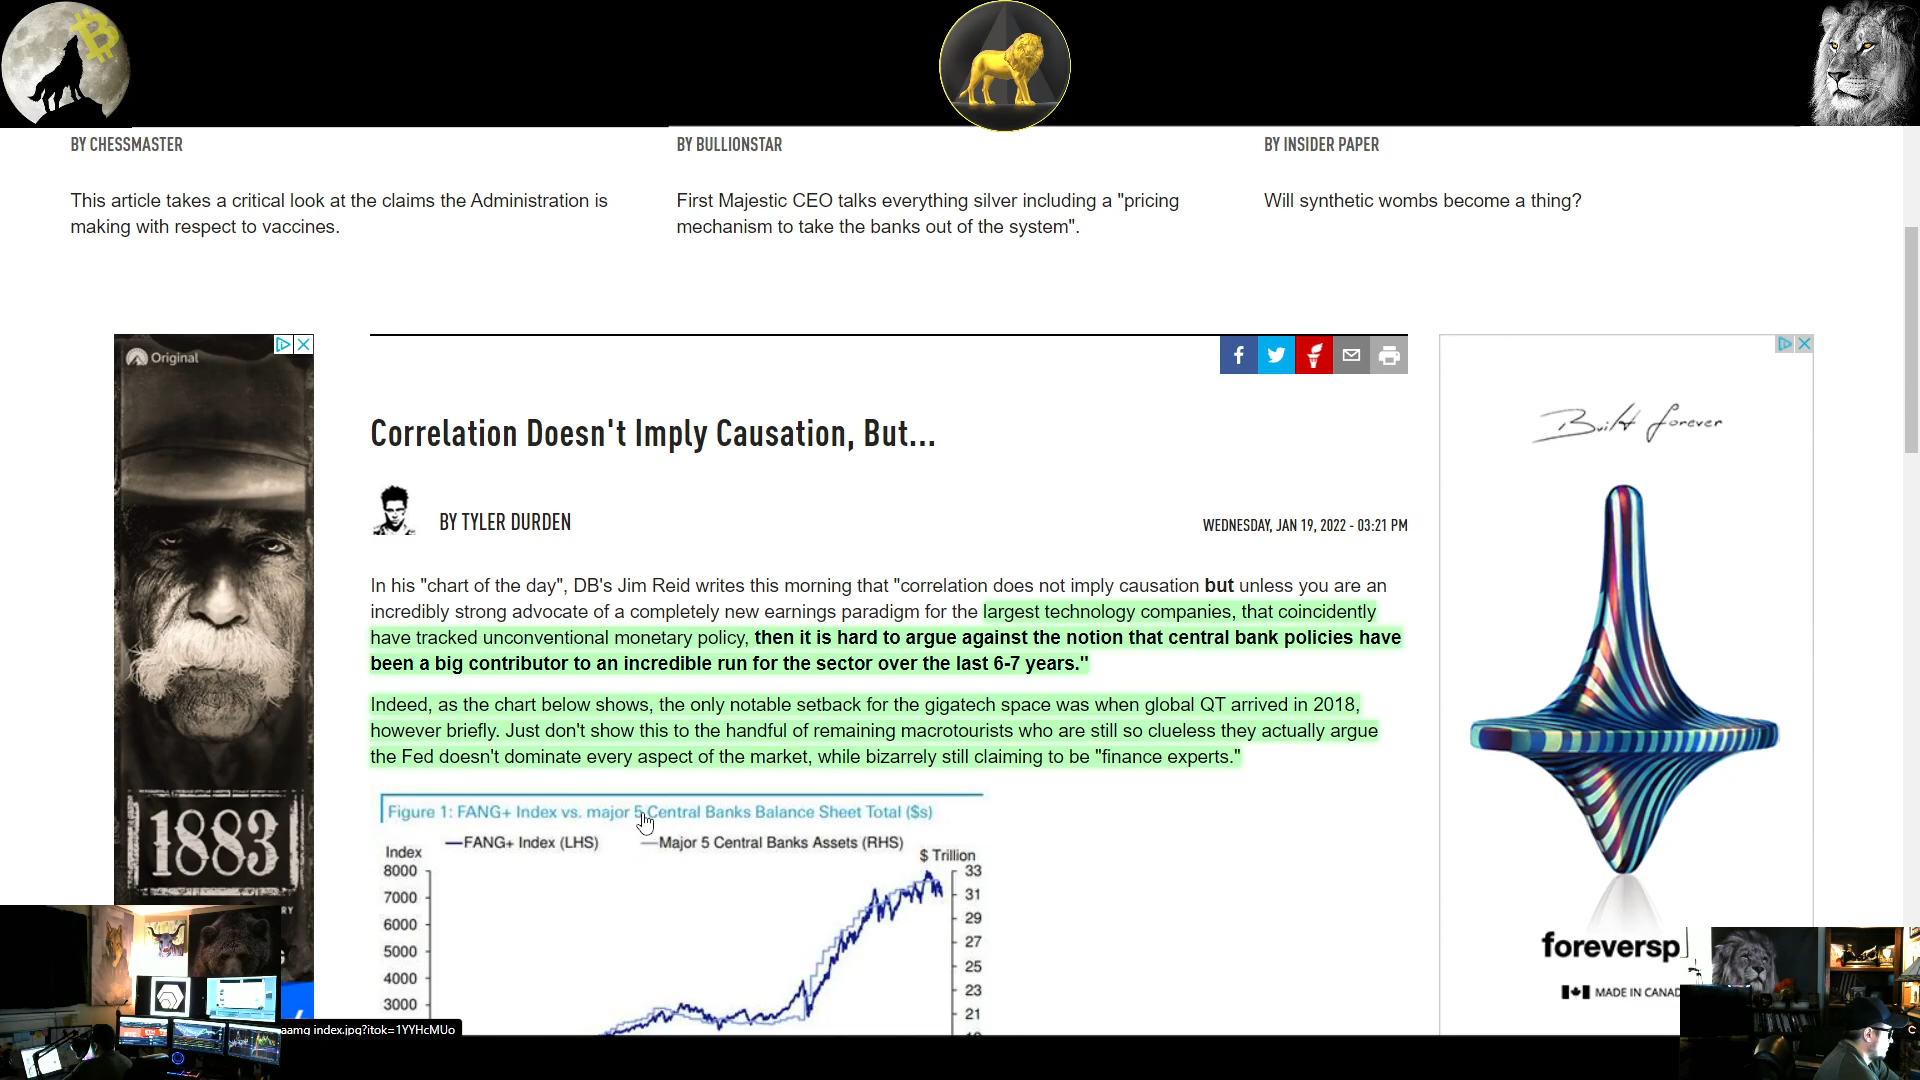 BY CHESSMASTER
BY BULLIONSTAR
BY INSIDER PAPER
This article takes a critical look at the claims the Administration is
making with respect to vaccines.
First Majestic CEO talks everything silver including a "pricing
mechanism to take the banks out of the system".
Will synthetic wombs become a thing?
Original
1883
Correlation Doesn't Imply Causation, But...
BY TYLER DURDEN
WEDNESDAY, JAN 19, 2022 - 03:21 PM
In his "chart of the day", DB's Jim Reid writes this morning that "correlation does not imply causation but unless you are an
incredibly strong advocate of a completely new earnings paradigm for the largest technology companies, that coincidently
have tracked unconventional monetary policy, then it is hard to argue against the notion that central bank policies have
been a big contributor to an incredible run for the sector over the last 6-7 years."
Indeed, as the chart below shows, the only notable setback for the gigatech space was when global QT arrived in 2018,
however briefly. Just don't show this to the handful of remaining macrotourists who are still so clueless they actually argue
the Fed doesn't dominate every aspect of the market, while bizarrely still claiming to be "finance experts."
Figure 1: FANG+ Index vs. major 5 Central Banks Balance Sheet Total ($s)
FANG+ Index (LHS)
Major 5 Central Banks Assets (RHS)
Index
$ Trillion
8000
33
7000
31
6000
29
5000
27
4000
25
3000
23
21
aamg index.jpg?itok=1YYHcMUo
Built forever
foreversp
MADE IN CANAD